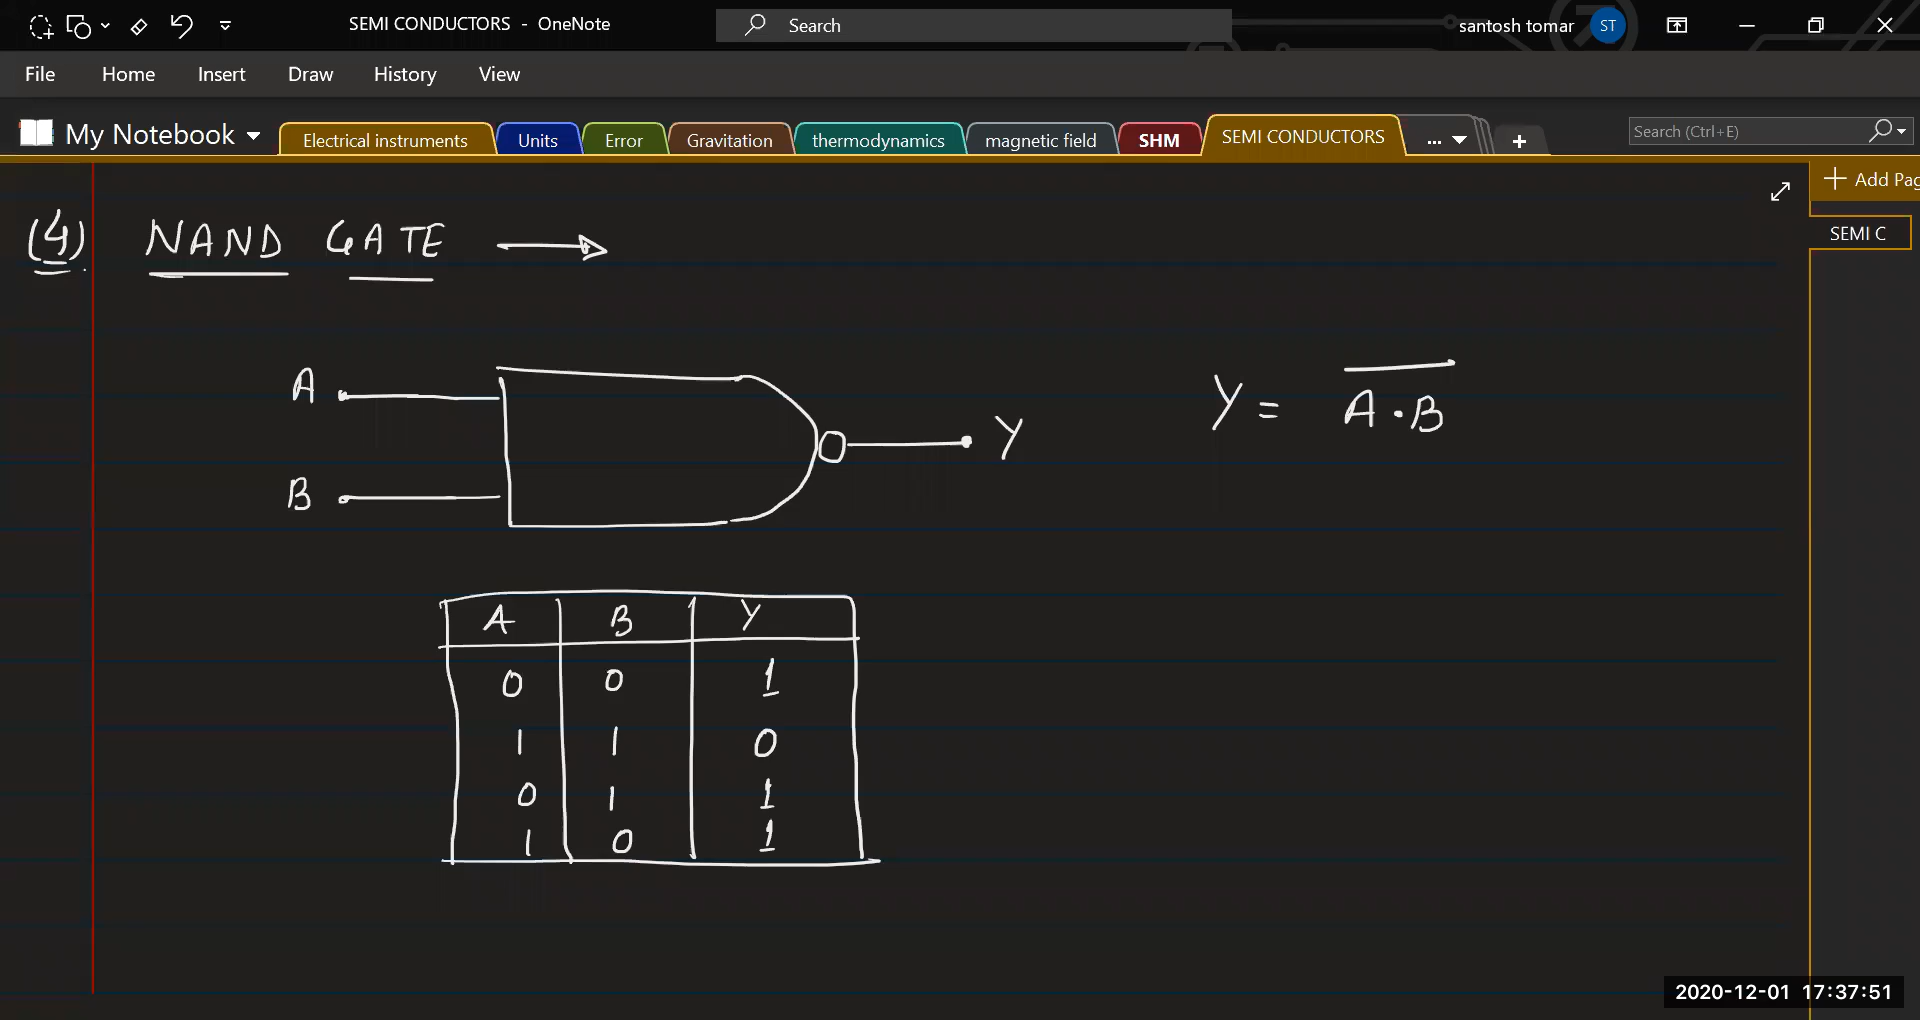 SEMI CONDUCTORS - OneNote
Search
santosh tomar ST
File Home Insert Draw History View
My Notebook
Electrical instruments Units Error Gravitation thermodynamics magnetic field SHM SEMI CONDUCTORS ... +
Search (Ctrl+E)
+ Add Pag
SEMI C
(4) NAND GATE →
A
B
Y
Y = \overline{A·B}
A B Y
0 0 1
1 1 0
0 1 1
1 0 1
2020-12-01 17:37:51